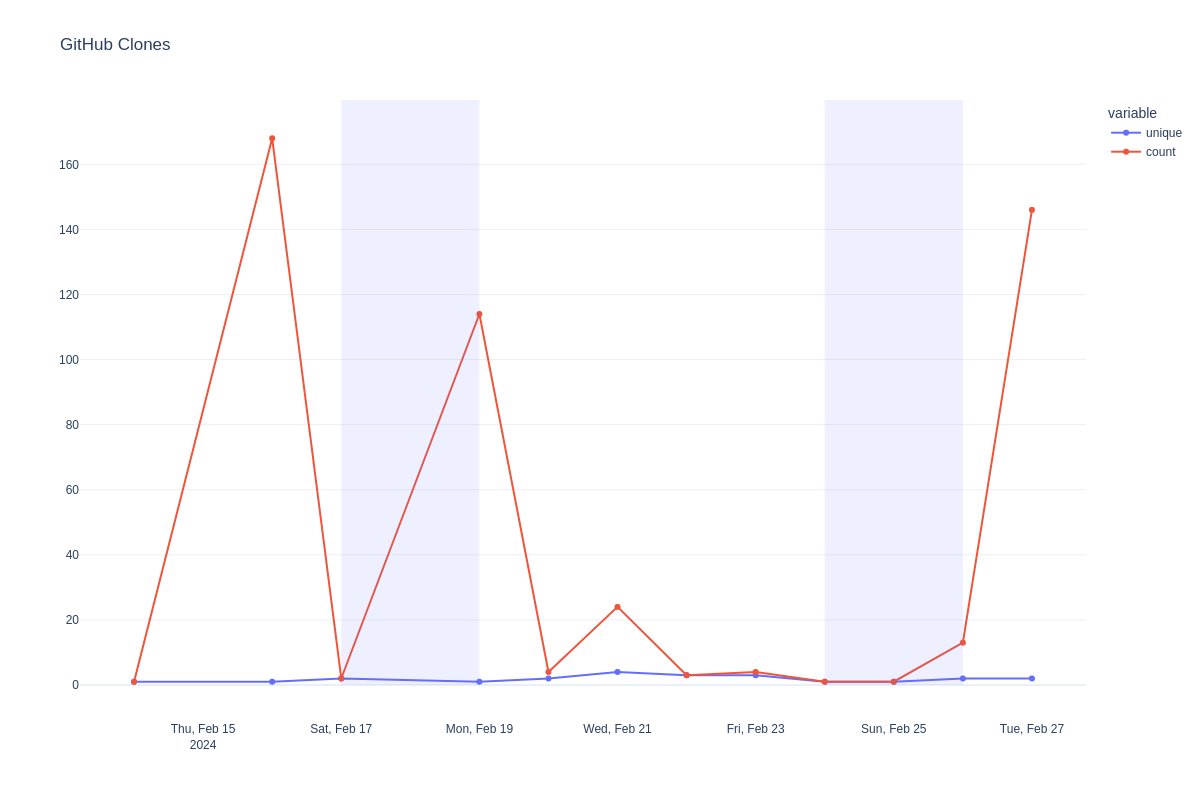 GitHub Clones
variable
unique
count
160
140
120
100
80
60
40
20
0
Thu, Feb 15
2024
Sat, Feb 17
Mon, Feb 19
Wed, Feb 21
Fri, Feb 23
Sun, Feb 25
Tue, Feb 27